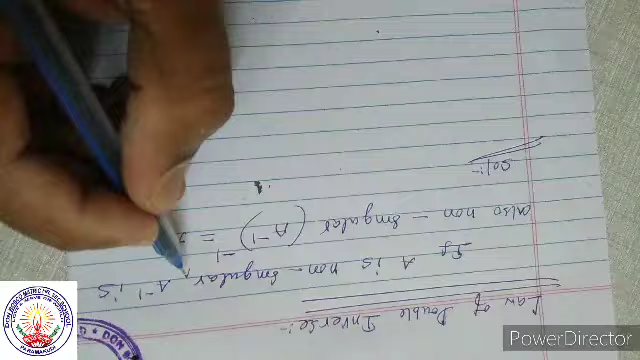 Law of Double Inverse:-
If A is non-singular, A⁻¹ is
also non-singular (A⁻¹)⁻¹ =
Sol:-
PowerDirector